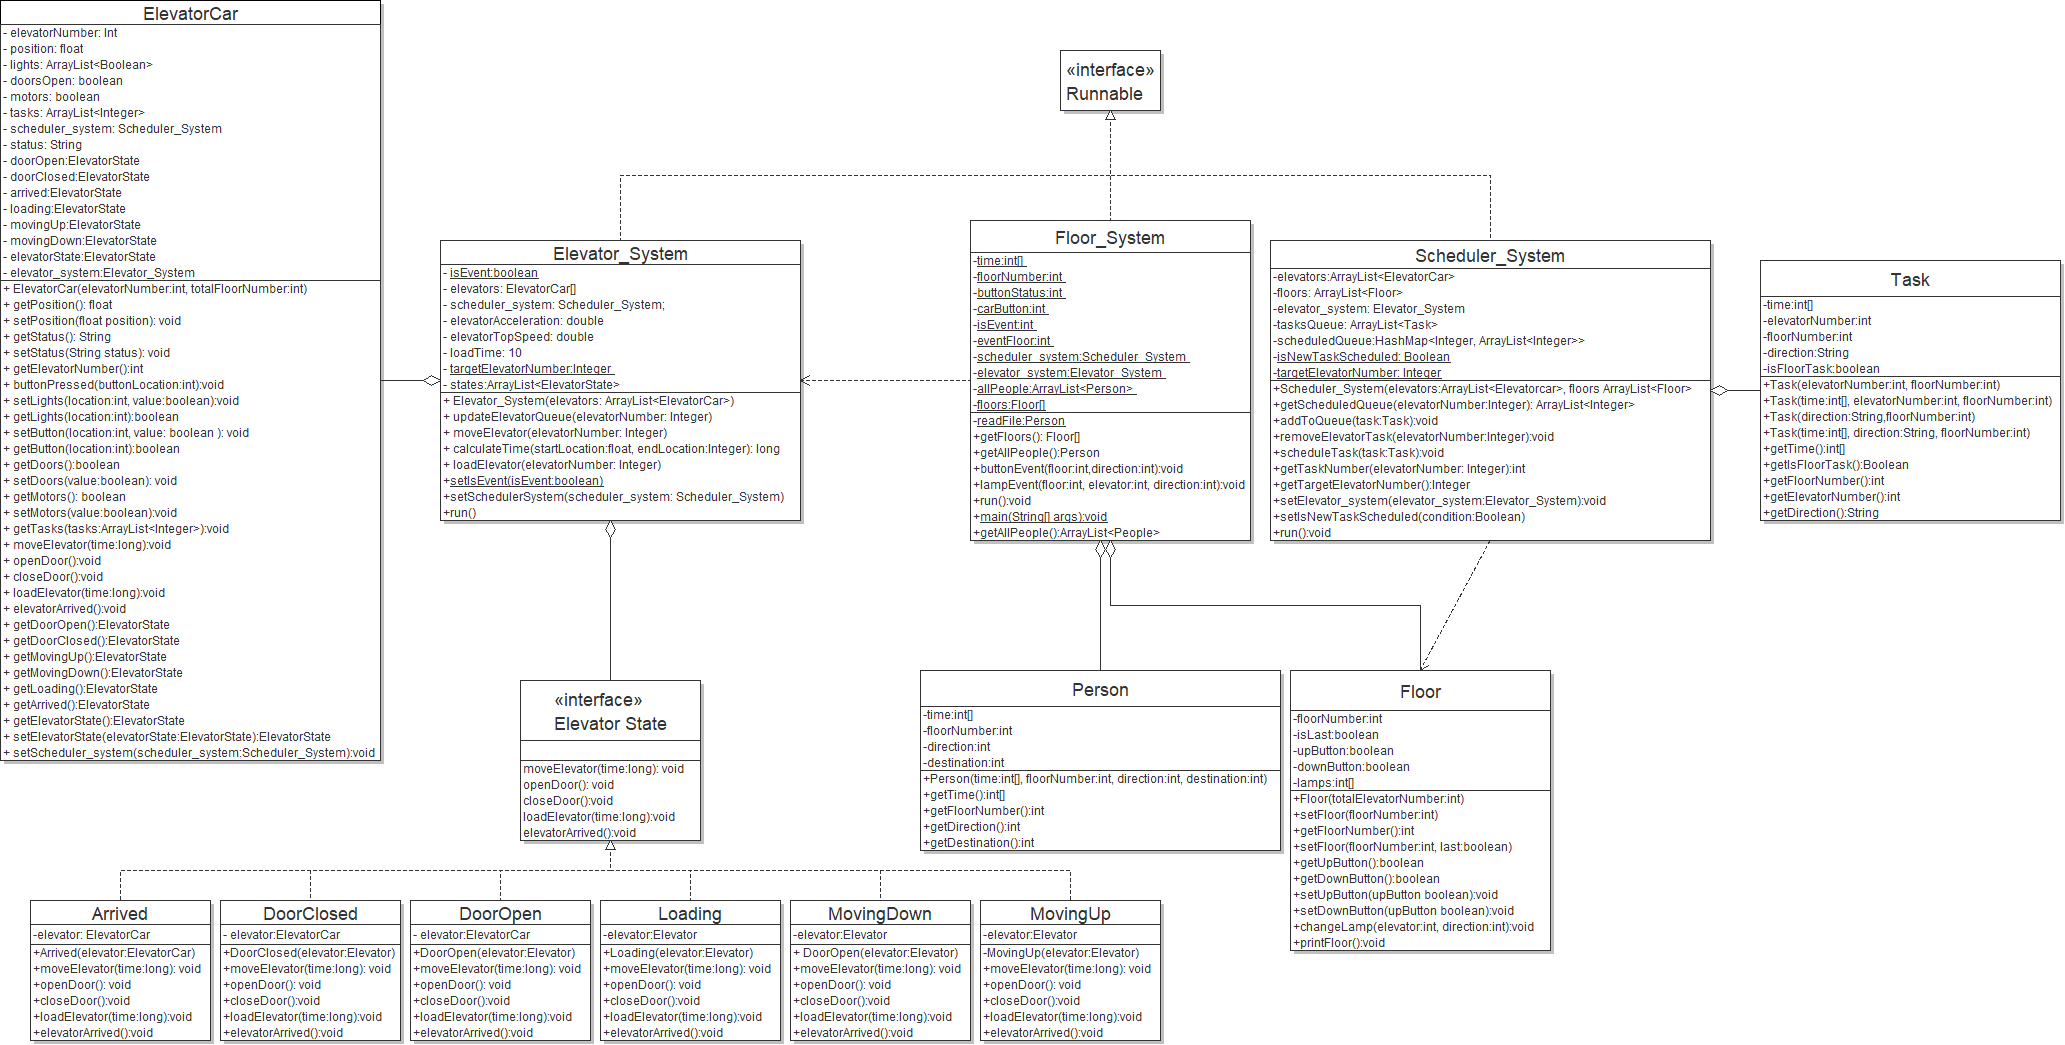 ElevatorCar
- elevatorNumber: Int
- position: float
- lights: ArrayList<Boolean>
- doorsOpen: boolean
- motors: boolean
- tasks: ArrayList<Integer>
- scheduler_system: Scheduler_System
- status: String
- doorOpen:ElevatorState
- doorClosed:ElevatorState
- arrived:ElevatorState
- loading:ElevatorState
- movingUp:ElevatorState
- movingDown:ElevatorState
- elevatorState:ElevatorState
- elevator_system:Elevator_System
+ ElevatorCar(elevatorNumber:int, totalFloorNumber:int)
+ getPosition(): float
+ setPosition(float position): void
+ getStatus(): String
+ setStatus(String status): void
+ getElevatorNumber():int
+ buttonPressed(buttonLocation:int):void
+ setLights(location:int, value:boolean):void
+ getLights(location:int):boolean
+ setButton(location:int, value: boolean ): void
+ getButton(location:int):boolean
+ getDoors():boolean
+ setDoors(value:boolean): void
+ getMotors(): boolean
+ setMotors(value:boolean):void
+ getTasks(tasks:ArrayList<Integer>):void
+ moveElevator(time:long):void
+ openDoor():void
+ closeDoor():void
+ loadElevator(time:long):void
+ elevatorArrived():void
+ getDoorOpen():ElevatorState
+ getDoorClosed():ElevatorState
+ getMovingUp():ElevatorState
+ getMovingDown():ElevatorState
+ getLoading():ElevatorState
+ getArrived():ElevatorState
+ getElevatorState():ElevatorState
+ setElevatorState(elevatorState:ElevatorState):ElevatorState
+ setScheduler_system(scheduler_system:Scheduler_System):void
«interface»
Runnable
Elevator_System
- isEvent:boolean
- elevators: ElevatorCar[]
- scheduler_system: Scheduler_System;
- elevatorAcceleration: double
- elevatorTopSpeed: double
- loadTime: 10
- targetElevatorNumber:Integer
- states:ArrayList<ElevatorState>
+ Elevator_System(elevators: ArrayList<ElevatorCar>)
+ updateElevatorQueue(elevatorNumber: Integer)
+ moveElevator(elevatorNumber: Integer)
+ calculateTime(startLocation:float, endLocation:Integer): long
+ loadElevator(elevatorNumber: Integer)
+setIsEvent(isEvent:boolean)
+setSchedulerSystem(scheduler_system: Scheduler_System)
+run()
Floor_System
-time:int[]
-floorNumber:int
-buttonStatus:int
-carButton:int
-isEvent:int
-eventFloor:int
-scheduler_system:Scheduler_System
-elevator_system:Elevator_System
-allPeople:ArrayList<Person>
-floors:Floor[]
-readFile:Person
+getFloors(): Floor[]
+getAllPeople():Person
+buttonEvent(floor:int,direction:int):void
+lampEvent(floor:int, elevator:int, direction:int):void
+run():void
+main(String[] args):void
+getAllPeople():ArrayList<People>
Scheduler_System
-elevators:ArrayList<ElevatorCar>
-floors: ArrayList<Floor>
-elevator_system: Elevator_System
-tasksQueue: ArrayList<Task>
-scheduledQueue:HashMap<Integer, ArrayList<Integer>>
-isNewTaskScheduled: Boolean
-targetElevatorNumber: Integer
+Scheduler_System(elevators:ArrayList<Elevatorcar>, floors ArrayList<Floor>
+getScheduledQueue(elevatorNumber:Integer): ArrayList<Integer>
+addToQueue(task:Task):void
+removeElevatorTask(elevatorNumber:Integer):void
+scheduleTask(task:Task):void
+getTaskNumber(elevatorNumber: Integer):int
+getTargetElevatorNumber():Integer
+setElevator_system(elevator_system:Elevator_System):void
+setIsNewTaskScheduled(condition:Boolean)
+run():void
Task
-time:int[]
-elevatorNumber:int
-floorNumber:int
-direction:String
-isFloorTask:boolean
+Task(elevatorNumber:int, floorNumber:int)
+Task(time:int[], elevatorNumber:int, floorNumber:int)
+Task(direction:String,floorNumber:int)
+Task(time:int[], direction:String, floorNumber:int)
+getTime():int[]
+getIsFloorTask():Boolean
+getFloorNumber():int
+getElevatorNumber():int
+getDirection():String
«interface»
Elevator State
moveElevator(time:long): void
openDoor(): void
closeDoor():void
loadElevator(time:long):void
elevatorArrived():void
Person
-time:int[]
-floorNumber:int
-direction:int
-destination:int
+Person(time:int[], floorNumber:int, direction:int, destination:int)
+getTime():int[]
+getFloorNumber():int
+getDirection():int
+getDestination():int
Floor
-floorNumber:int
-isLast:boolean
-upButton:boolean
-downButton:boolean
-lamps:int[]
+Floor(totalElevatorNumber:int)
+setFloor(floorNumber:int)
+getFloorNumber():int
+setFloor(floorNumber:int, last:boolean)
+getUpButton():boolean
+getDownButton():boolean
+setUpButton(upButton boolean):void
+setDownButton(upButton boolean):void
+changeLamp(elevator:int, direction:int):void
+printFloor():void
Arrived
-elevator: ElevatorCar
+Arrived(elevator:ElevatorCar)
+moveElevator(time:long): void
+openDoor(): void
+closeDoor():void
+loadElevator(time:long):void
+elevatorArrived():void
DoorClosed
- elevator:ElevatorCar
+DoorClosed(elevator:Elevator)
+moveElevator(time:long): void
+openDoor(): void
+closeDoor():void
+loadElevator(time:long):void
+elevatorArrived():void
DoorOpen
- elevator:ElevatorCar
+DoorOpen(elevator:Elevator)
+moveElevator(time:long): void
+openDoor(): void
+closeDoor():void
+loadElevator(time:long):void
+elevatorArrived():void
Loading
-elevator:Elevator
+Loading(elevator:Elevator)
+moveElevator(time:long): void
+openDoor(): void
+closeDoor():void
+loadElevator(time:long):void
+elevatorArrived():void
MovingDown
-elevator:Elevator
+ DoorOpen(elevator:Elevator)
+moveElevator(time:long): void
+openDoor(): void
+closeDoor():void
+loadElevator(time:long):void
+elevatorArrived():void
MovingUp
-elevator:Elevator
-MovingUp(elevator:Elevator)
+moveElevator(time:long): void
+openDoor(): void
+closeDoor():void
+loadElevator(time:long):void
+elevatorArrived():void